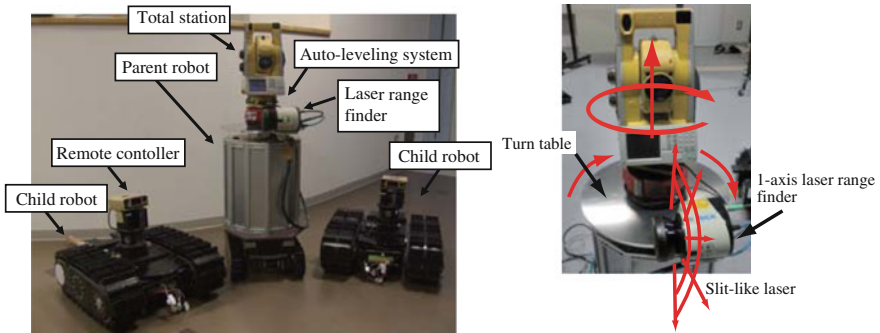 Total station
Auto-leveling system
Parent robot
Laser range
finder
Remote contoller
Child robot
Child robot
Turn table
1-axis laser range
finder
Slit-like laser